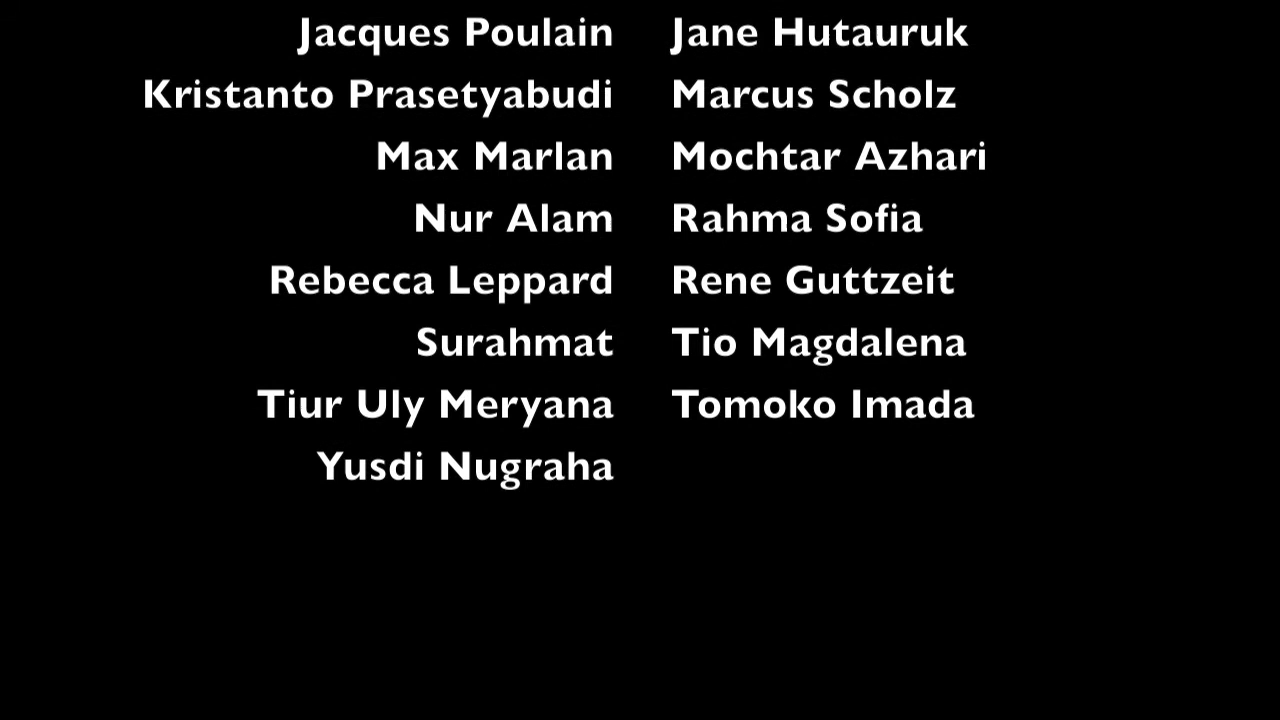 Jacques Poulain Jane Hutauruk
Kristanto Prasetyabudi Marcus Scholz
Max Marlan Mochtar Azhari
Nur Alam Rahma Sofia
Rebecca Leppard Rene Guttzeit
Surahmat Tio Magdalena
Tiur Uly Meryana Tomoko Imada
Yusdi Nugraha